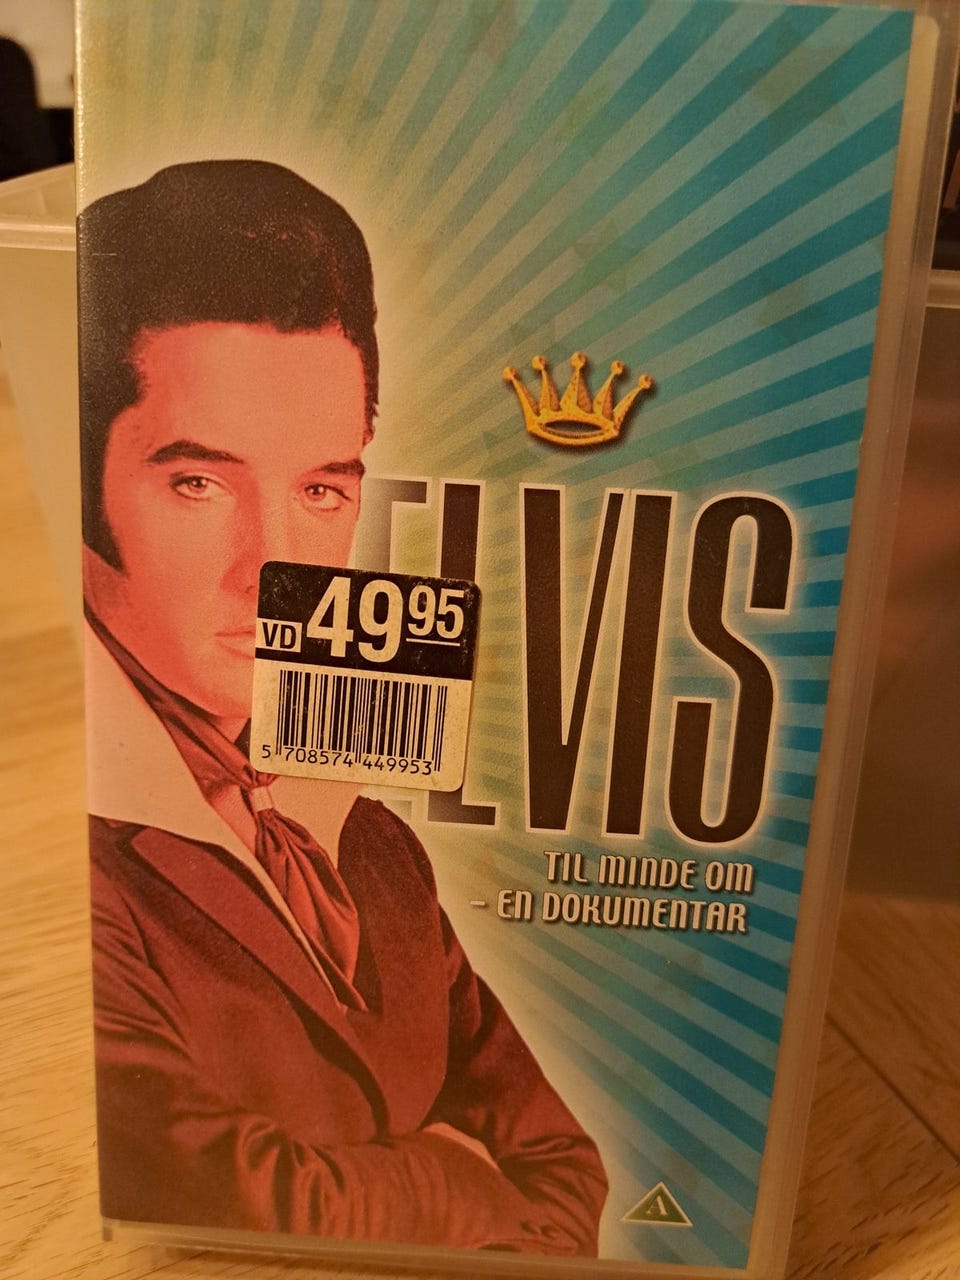 ELVIS
VD 49 95
5 708574 449953
TIL MINDE OM
- EN DOKUMENTAR
A